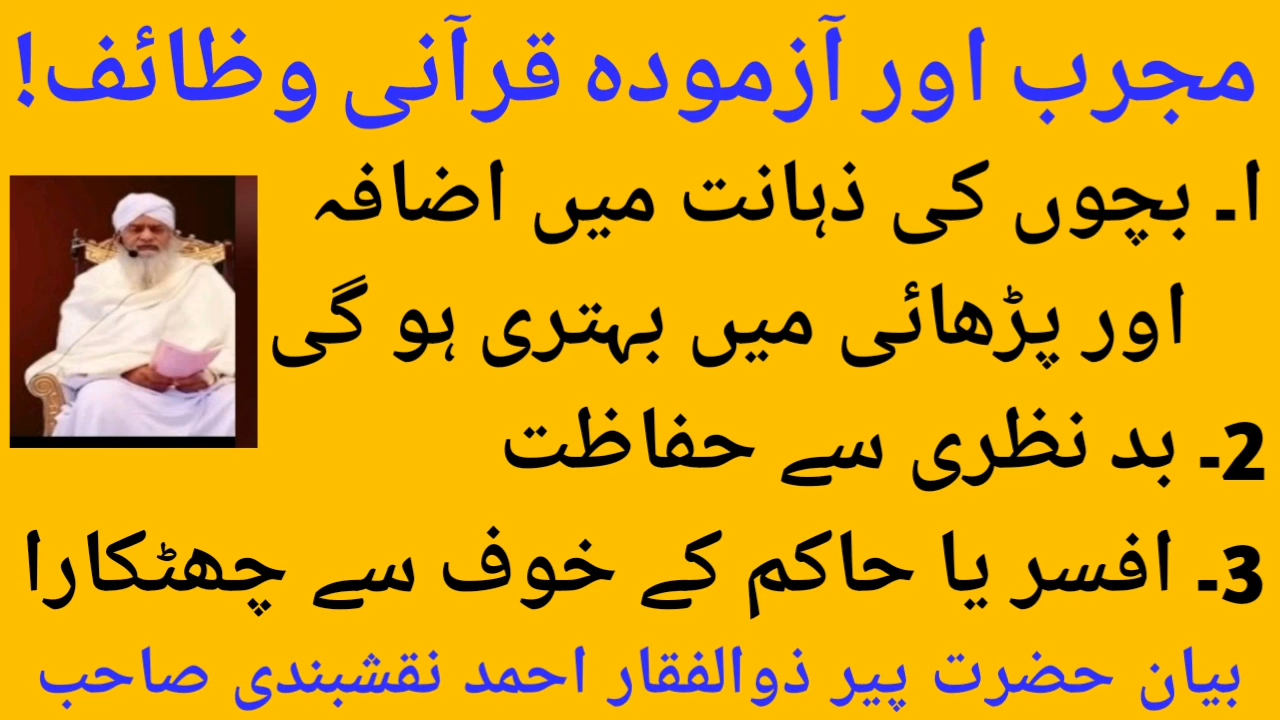 مجرب اور آزمودہ قرآنی وظائف!
ا۔ بچوں کی ذہانت میں اضافہ
اور پڑھائی میں بہتری ہو گی
2۔ بد نظری سے حفاظت
3۔ افسر یا حاکم کے خوف سے چھٹکارا
بیان حضرت پیر ذوالفقار احمد نقشبندی صاحب